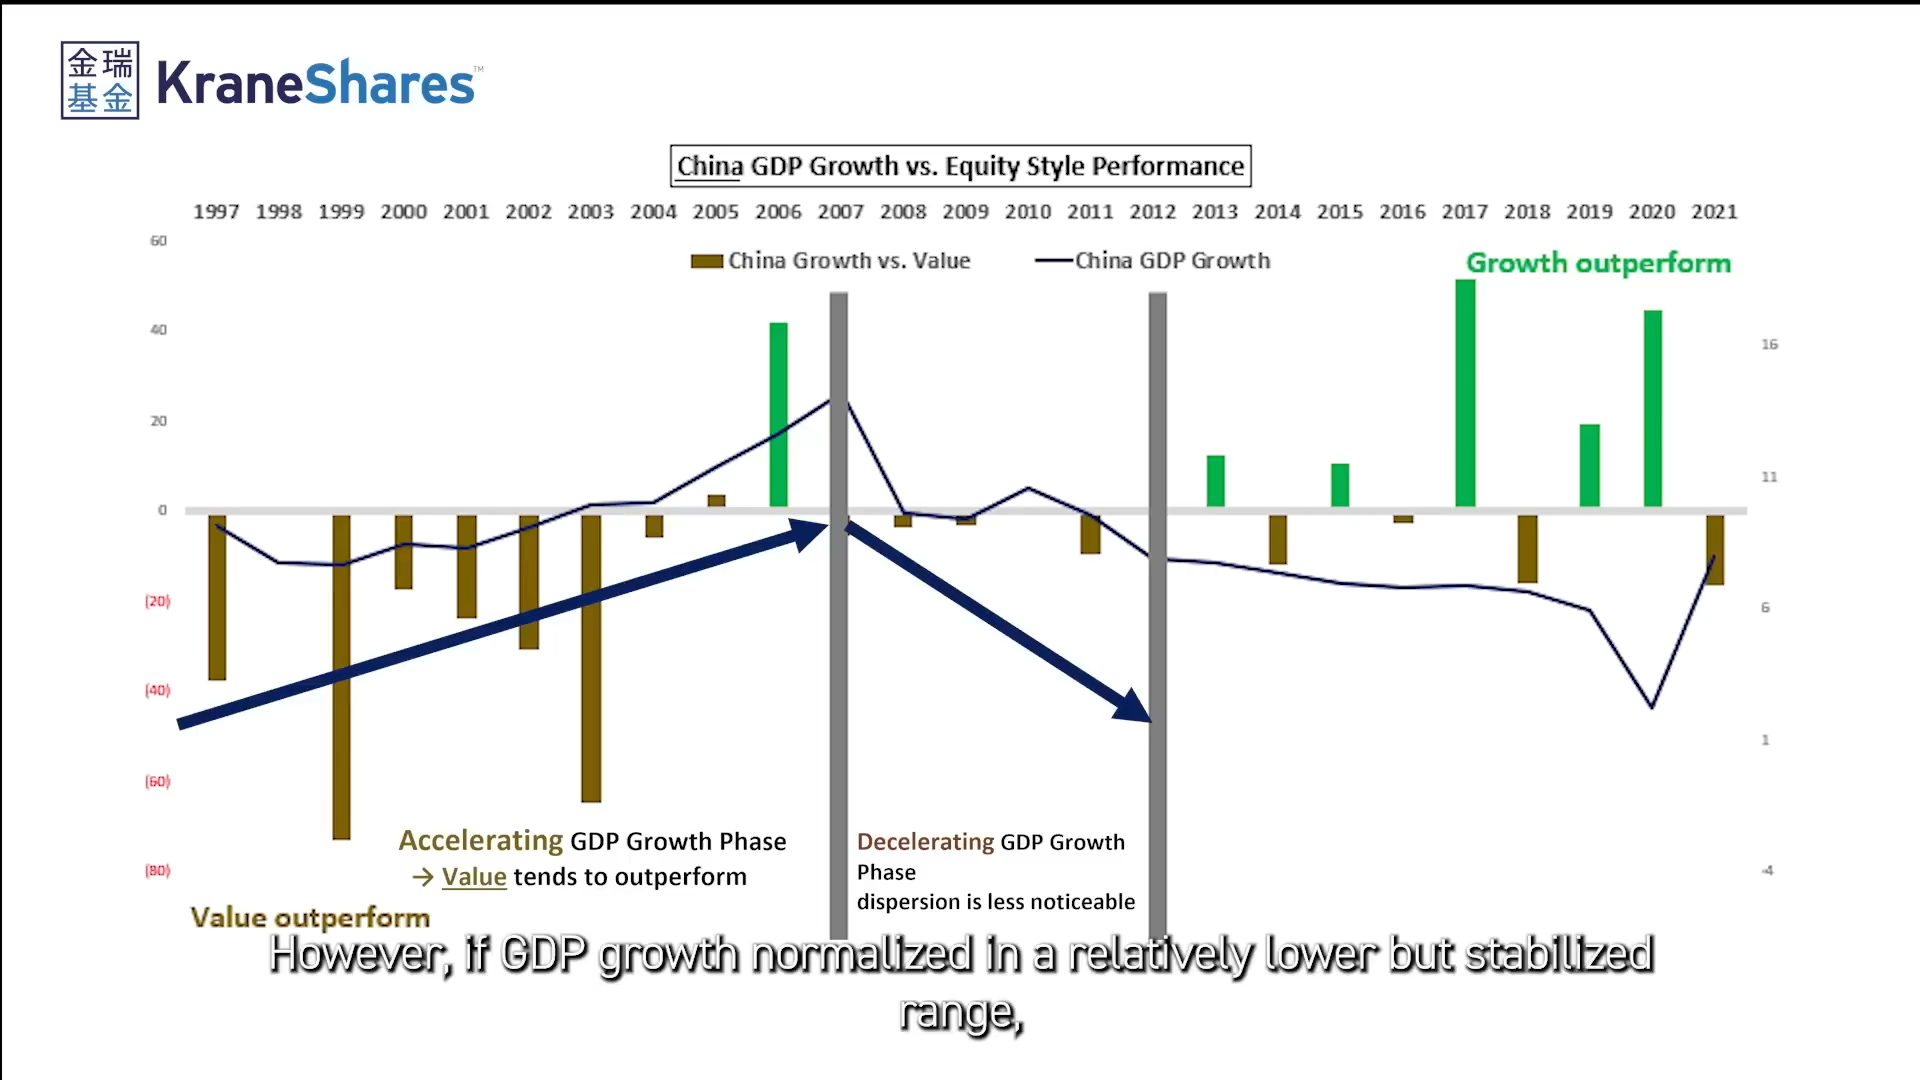 金瑞
基金
KraneShares™
China GDP Growth vs. Equity Style Performance
1997 1998 1999 2000 2001 2002 2003 2004 2005 2006 2007 2008 2009 2010 2011 2012 2013 2014 2015 2016 2017 2018 2019 2020 2021
60
China Growth vs. Value
China GDP Growth
Growth outperform
40
16
20
11
0
(20)
6
(40)
1
(60)
(80)
-4
Accelerating GDP Growth Phase
→ Value tends to outperform
Decelerating GDP Growth
Phase
dispersion is less noticeable
Value outperform
However, if GDP growth normalized in a relatively lower but stabilized
range,